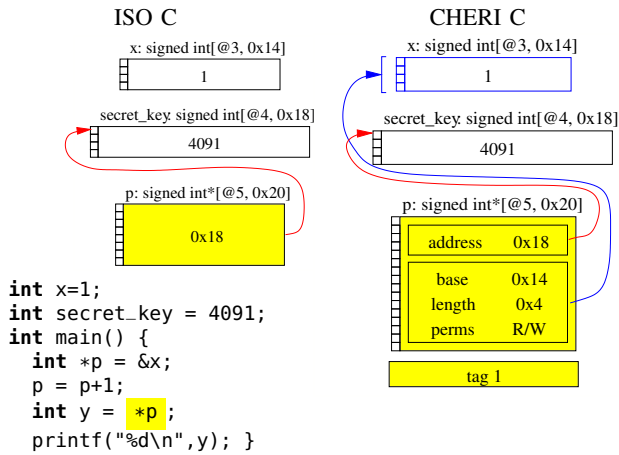 ISO C
x: signed int[@3, 0x14]
1
secret_key: signed int[@4, 0x18]
4091
p: signed int*[@5, 0x20]
0x18
CHERI C
x: signed int[@3, 0x14]
1
secret_key: signed int[@4, 0x18]
4091
p: signed int*[@5, 0x20]
address 0x18
base 0x14
length 0x4
perms R/W
tag 1
int x=1;
int secret_key = 4091;
int main() {
int *p = &x;
p = p+1;
int y = *p ;
printf("%d\n",y); }